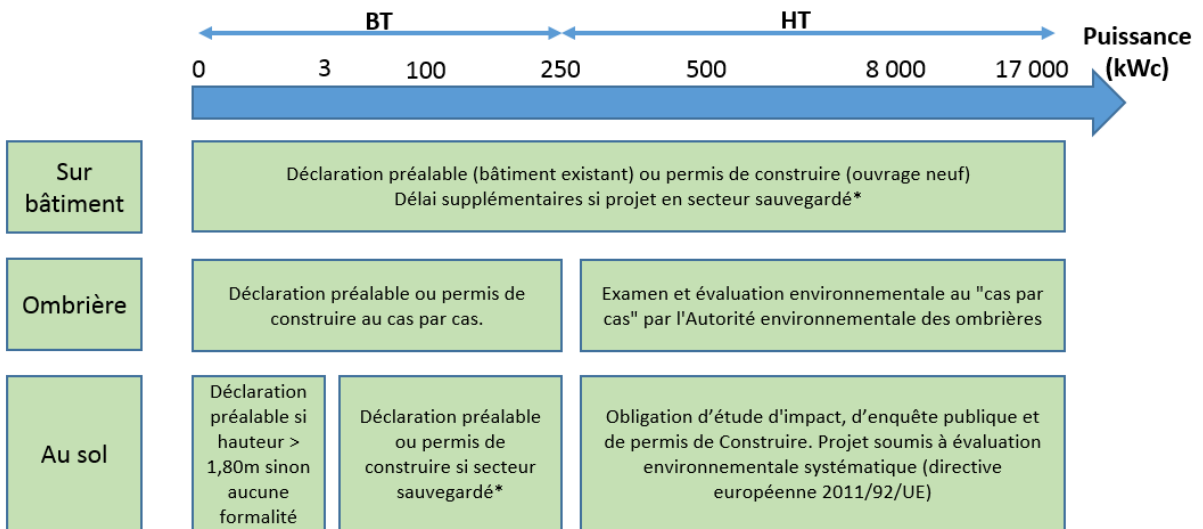 BT
HT
Puissance
(kWc)
0 3 100 250 500 8 000 17 000
Sur
bâtiment
Déclaration préalable (bâtiment existant) ou permis de construire (ouvrage neuf)
Délai supplémentaires si projet en secteur sauvegardé*
Ombrière
Déclaration préalable ou permis de
construire au cas par cas.
Examen et évaluation environnementale au "cas par
cas" par l'Autorité environnementale des ombrières
Au sol
Déclaration
préalable si
hauteur >
1,80m sinon
aucune
formalité
Déclaration préalable
ou permis de
construire si secteur
sauvegardé*
Obligation d’étude d'impact, d’enquête publique et
de permis de Construire. Projet soumis à évaluation
environnementale systématique (directive
européenne 2011/92/UE)